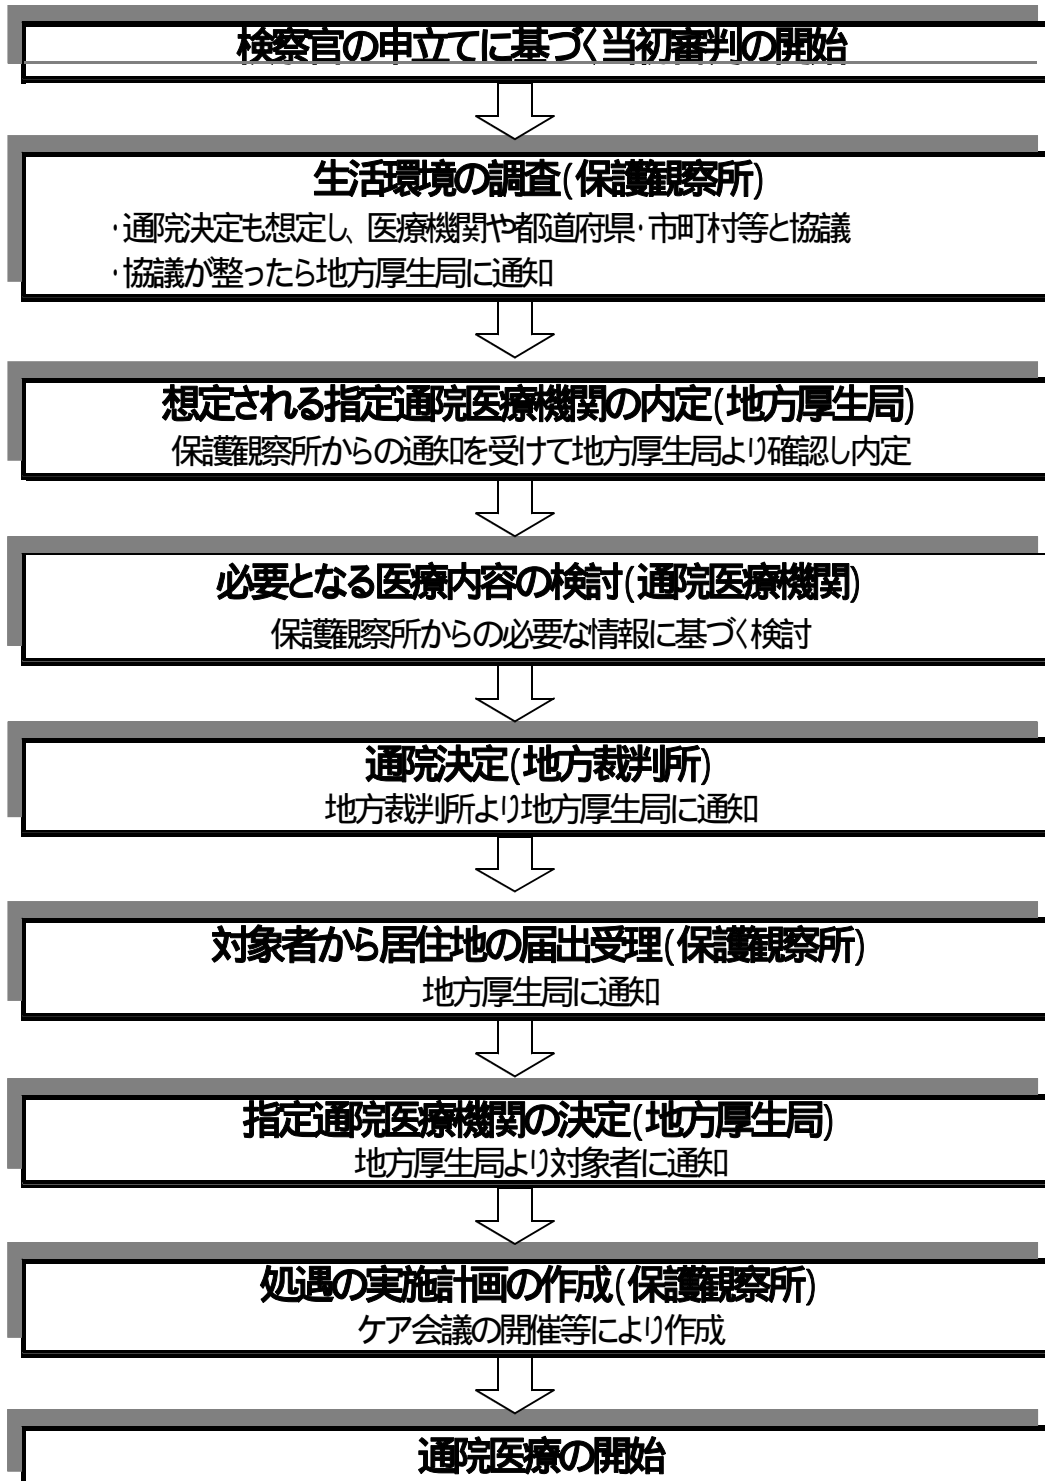 検察官の申立てに基づく当初審判の開始
生活環境の調査(保護観察所)
・通院決定も想定し、医療機関や都道府県・市町村等と協議
・協議が整ったら地方厚生局に通知
想定される指定通院医療機関の内定(地方厚生局)
保護観察所からの通知を受けて地方厚生局より確認し内定
必要となる医療内容の検討(通院医療機関)
保護観察所からの必要な情報に基づく検討
通院決定(地方裁判所)
地方裁判所より地方厚生局に通知
対象者から居住地の届出受理(保護観察所)
地方厚生局に通知
指定通院医療機関の決定(地方厚生局)
地方厚生局より対象者に通知
処遇の実施計画の作成(保護観察所)
ケア会議の開催等により作成
通院医療の開始